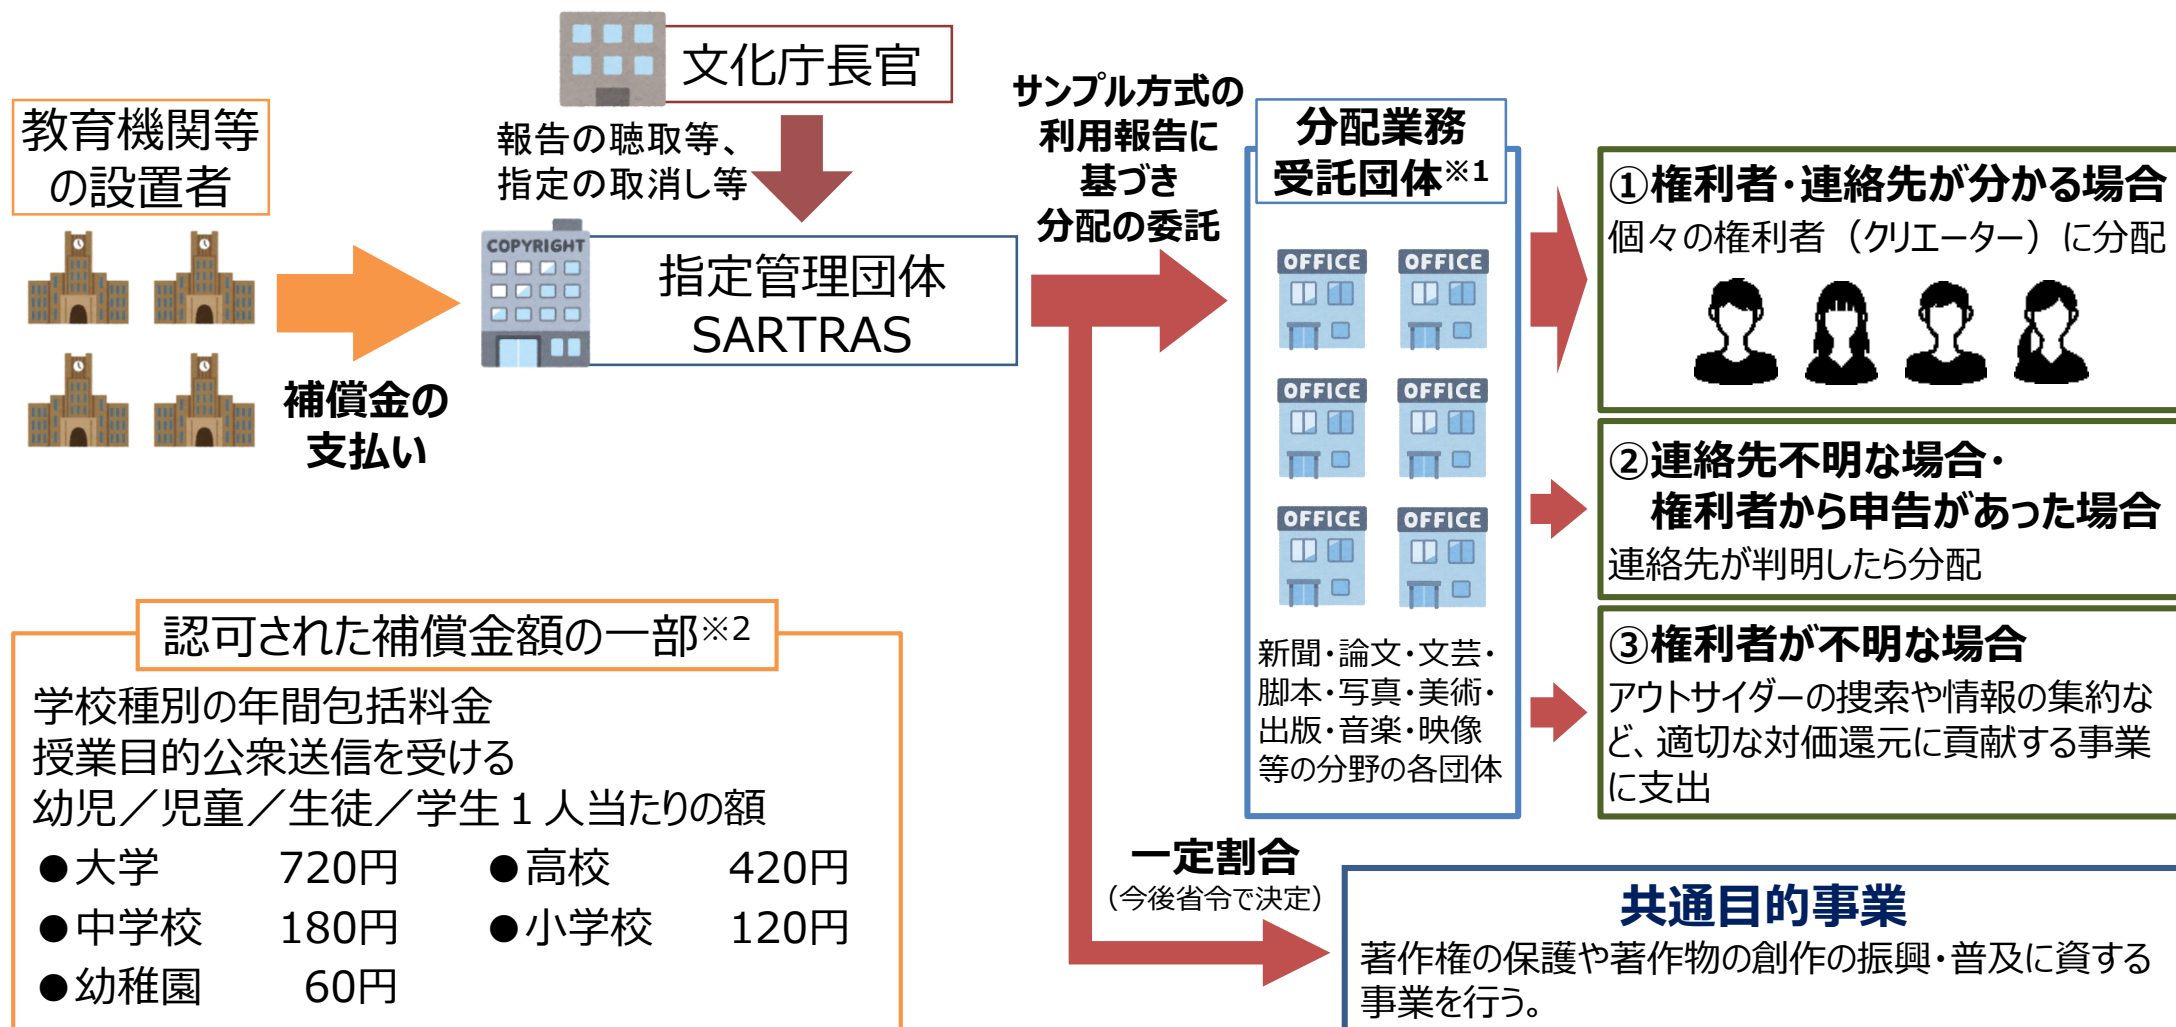 文化庁長官
教育機関等
の設置者
報告の聴取等、
指定の取消し等
COPYRIGHT
指定管理団体
SARTRAS
補償金の
支払い
サンプル方式の
利用報告に
基づき
分配の委託
分配業務
受託団体※1
OFFICE
OFFICE
OFFICE
OFFICE
OFFICE
OFFICE
新聞・論文・文芸・
脚本・写真・美術・
出版・音楽・映像
等の分野の各団体
①権利者・連絡先が分かる場合
個々の権利者（クリエーター）に分配
②連絡先不明な場合・
権利者から申告があった場合
連絡先が判明したら分配
③権利者が不明な場合
アウトサイダーの捜索や情報の集約な
ど、適切な対価還元に貢献する事業
に支出
認可された補償金額の一部※2
学校種別の年間包括料金
授業目的公衆送信を受ける
幼児／児童／生徒／学生１人当たりの額
●大学 720円 ●高校 420円
●中学校 180円 ●小学校 120円
●幼稚園 60円
一定割合
（今後省令で決定）
共通目的事業
著作権の保護や著作物の創作の振興・普及に資する
事業を行う。